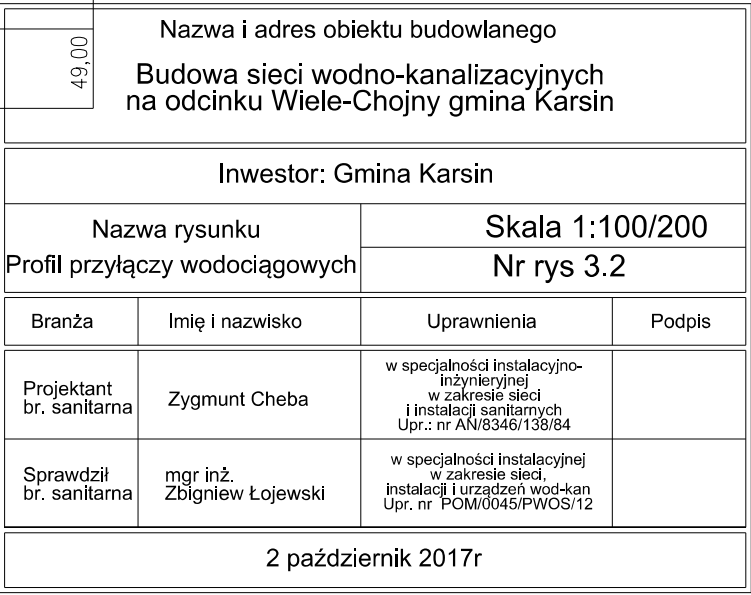 49,00
Nazwa i adres obiektu budowlanego
Budowa sieci wodno-kanalizacyjnych
na odcinku Wiele-Chojny gmina Karsin
Inwestor: Gmina Karsin
Nazwa rysunku
Profil przyłączy wodociągowych
Skala 1:100/200
Nr rys 3.2
Branża
Imię i nazwisko
Uprawnienia
Podpis
Projektant
br. sanitarna
Zygmunt Cheba
w specjalności instalacyjno-
inżynieryjnej
w zakresie sieci
i instalacji sanitarnych
Upr.: nr AN/8346/138/84
Sprawdził
br. sanitarna
mgr inż.
Zbigniew Łojewski
w specjalności instalacyjnej
w zakresie sieci,
instalacji i urządzeń wod-kan
Upr. nr POM/0045/PWOS/12
2 październik 2017r